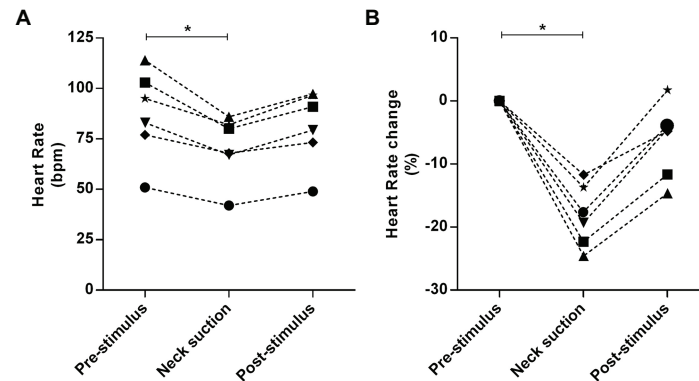 A
*
125
100
75
50
25
0
Heart Rate
(bpm)
Pre-stimulus
Neck suction
Post-stimulus
B
*
10
0
-10
-20
-30
Heart Rate change
(%)
Pre-stimulus
Neck suction
Post-stimulus